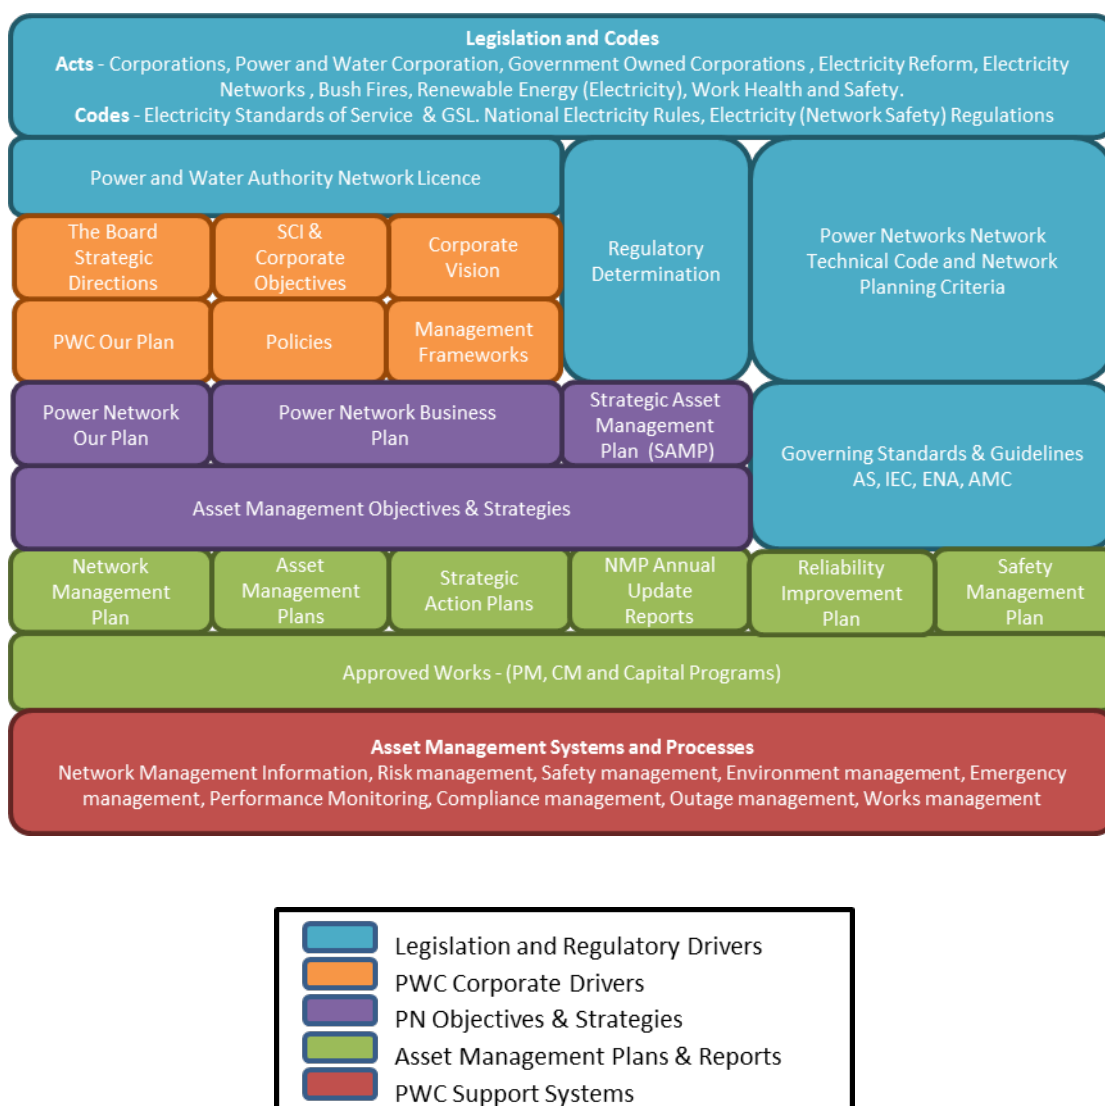 Legislation and Codes
Acts - Corporations, Power and Water Corporation, Government Owned Corporations , Electricity Reform, Electricity
Networks , Bush Fires, Renewable Energy (Electricity), Work Health and Safety.
Codes - Electricity Standards of Service & GSL. National Electricity Rules, Electricity (Network Safety) Regulations
Power and Water Authority Network Licence
Regulatory
Determination
Power Networks Network
Technical Code and Network
Planning Criteria
The Board
Strategic
Directions
SCI &
Corporate
Objectives
Corporate
Vision
PWC Our Plan
Policies
Management
Frameworks
Power Network
Our Plan
Power Network Business
Plan
Strategic Asset
Management
Plan (SAMP)
Governing Standards & Guidelines
AS, IEC, ENA, AMC
Asset Management Objectives & Strategies
Network
Management
Plan
Asset
Management
Plans
Strategic
Action Plans
NMP Annual
Update
Reports
Reliability
Improvement
Plan
Safety
Management
Plan
Approved Works - (PM, CM and Capital Programs)
Asset Management Systems and Processes
Network Management Information, Risk management, Safety management, Environment management, Emergency
management, Performance Monitoring, Compliance management, Outage management, Works management
Legislation and Regulatory Drivers
PWC Corporate Drivers
PN Objectives & Strategies
Asset Management Plans & Reports
PWC Support Systems